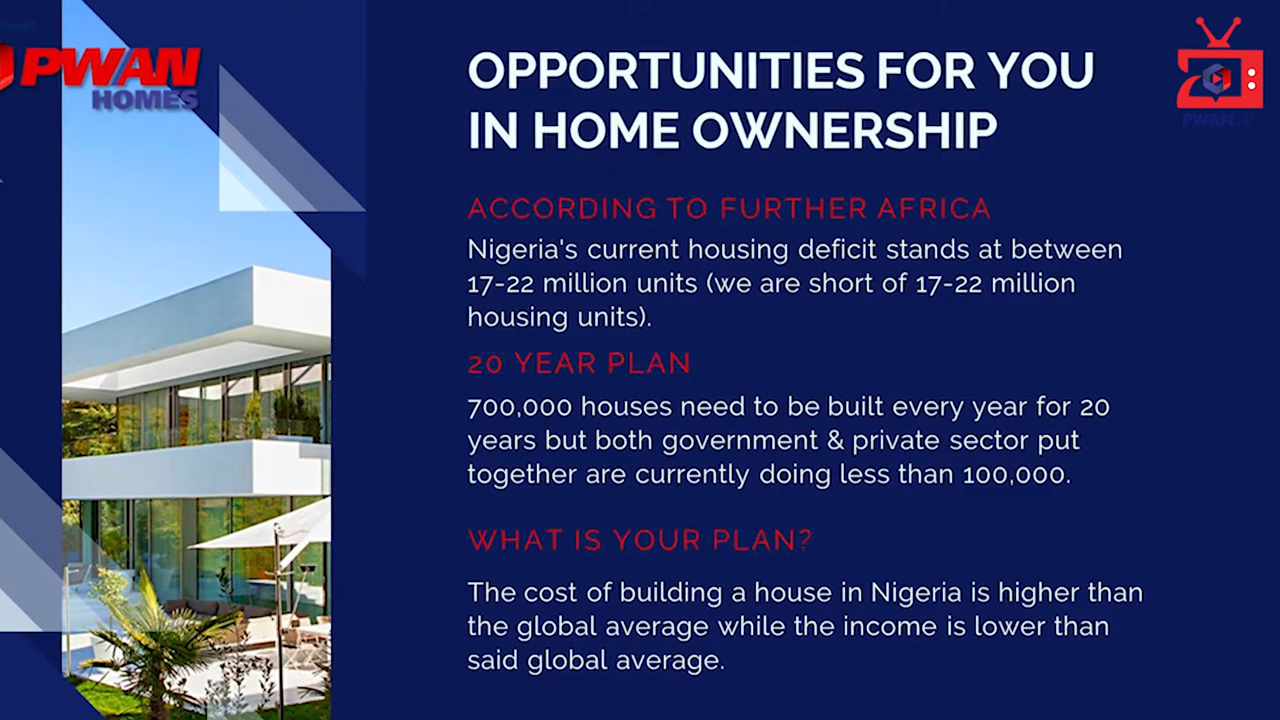 PWAN
HOMES
OPPORTUNITIES FOR YOU
IN HOME OWNERSHIP
ACCORDING TO FURTHER AFRICA
Nigeria's current housing deficit stands at between
17-22 million units (we are short of 17-22 million
housing units).
20 YEAR PLAN
700,000 houses need to be built every year for 20
years but both government & private sector put
together are currently doing less than 100,000.
WHAT IS YOUR PLAN?
The cost of building a house in Nigeria is higher than
the global average while the income is lower than
said global average.
PWAN